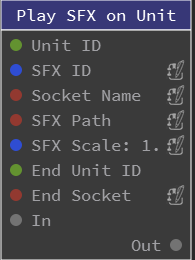 Play SFX on Unit
Unit ID
SFX ID
Socket Name
SFX Path
SFX Scale: 1.
End Unit ID
End Socket
In
Out